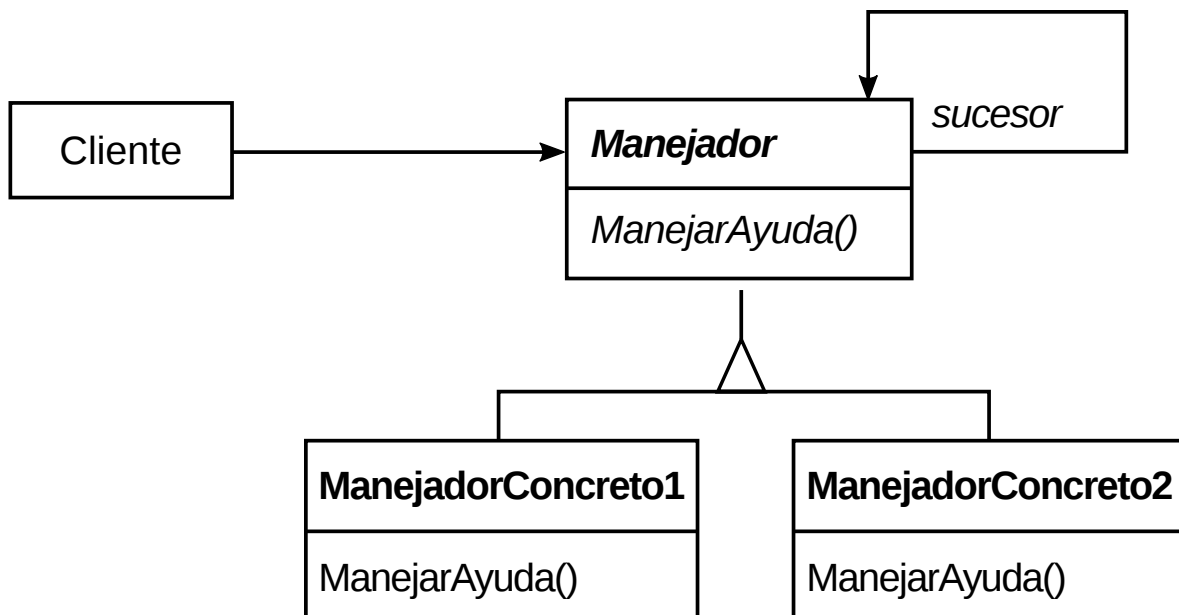 Cliente
Manejador
sucesor
ManejarAyuda()
ManejadorConcreto1
ManejarAyuda()
ManejadorConcreto2
ManejarAyuda()